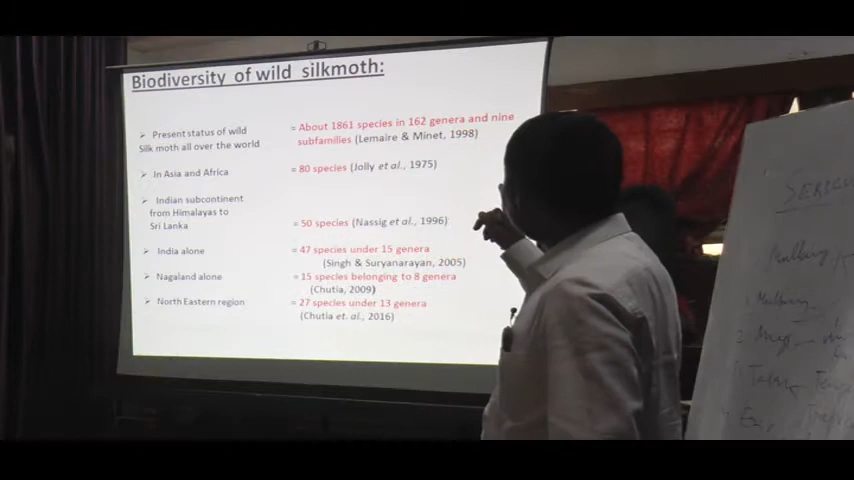 Biodiversity of wild silkmoth:
➢ Present status of wild
Silk moth all over the world
= About 1861 species in 162 genera and nine
subfamilies (Lemaire & Minet, 1998)
➢ In Asia and Africa
= 80 species (Jolly et al., 1975)
➢ Indian subcontinent
from Himalayas to
Sri Lanka
= 50 species (Nassig et al., 1996)
➢ India alone
= 47 species under 15 genera
(Singh & Suryanarayan, 2005)
➢ Nagaland alone
= 15 species belonging to 8 genera
(Chutia, 2009)
➢ North Eastern region
= 27 species under 13 genera
(Chutia et. al., 2016)
Mulberry
1. Mulberry